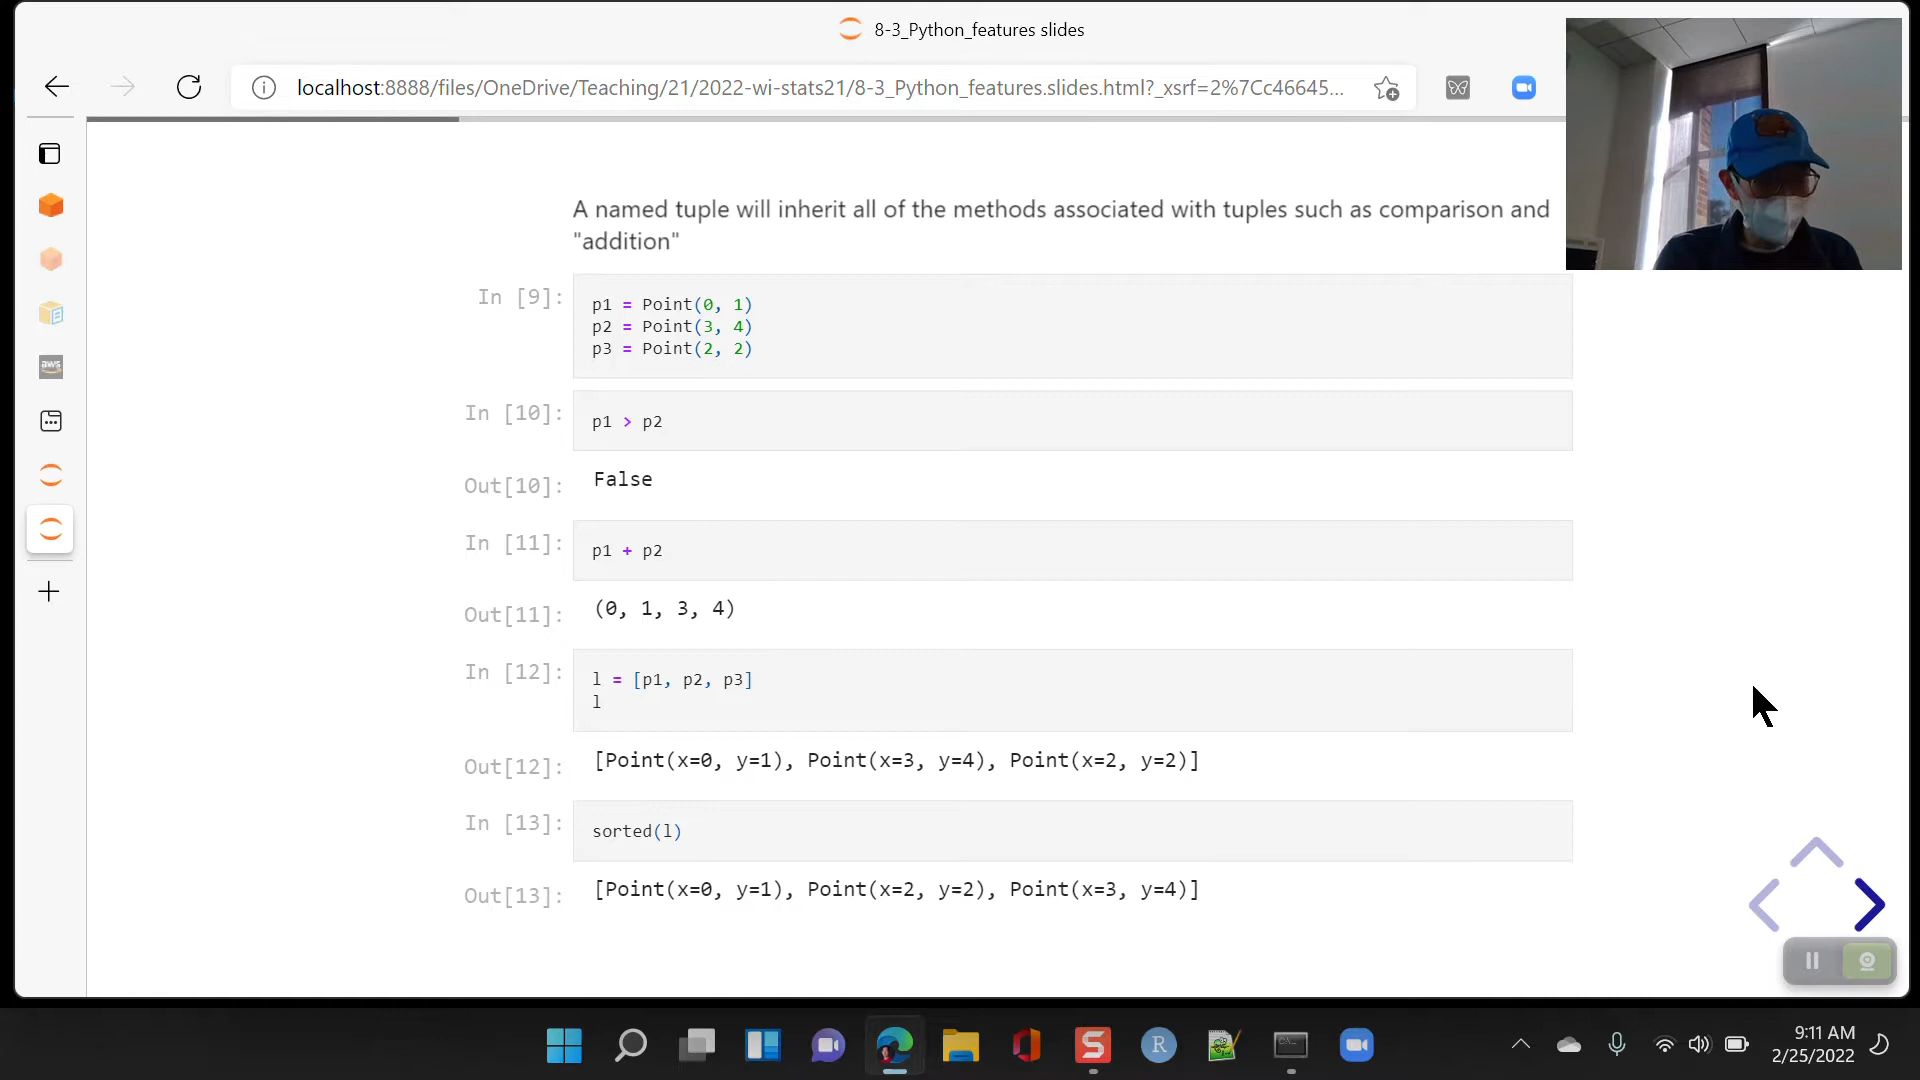 8-3_Python_features slides
localhost:8888/files/OneDrive/Teaching/21/2022-wi-stats21/8-3_Python_features.slides.html?_xsrf=2%7Cc46645...
A named tuple will inherit all of the methods associated with tuples such as comparison and
"addition"
In [9]:
p1 = Point(0, 1)
p2 = Point(3, 4)
p3 = Point(2, 2)
In [10]:
p1 > p2
Out[10]:
False
In [11]:
p1 + p2
Out[11]:
(0, 1, 3, 4)
In [12]:
l = [p1, p2, p3]
l
Out[12]:
[Point(x=0, y=1), Point(x=3, y=4), Point(x=2, y=2)]
In [13]:
sorted(l)
Out[13]:
[Point(x=0, y=1), Point(x=2, y=2), Point(x=3, y=4)]
aws
S
R
9:11 AM
2/25/2022